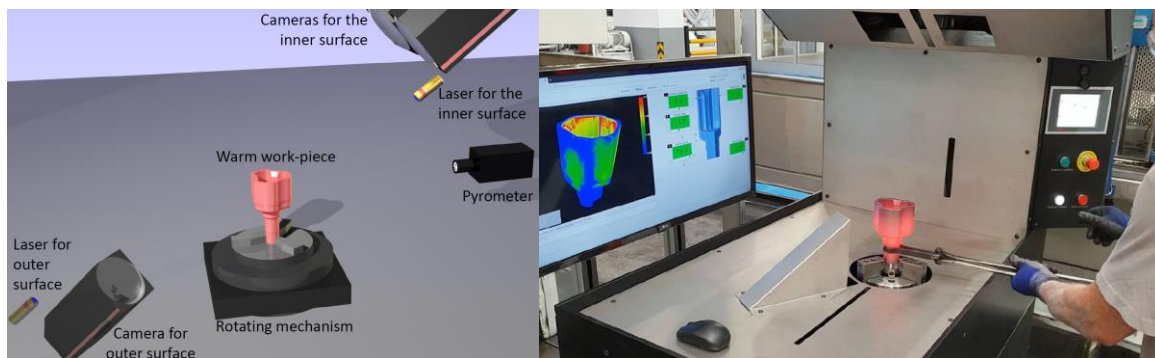 Cameras for the
inner surface
Laser for the
inner surface
Warm work-piece
Pyrometer
Laser for
outer
surface
Camera for
outer surface
Rotating mechanism